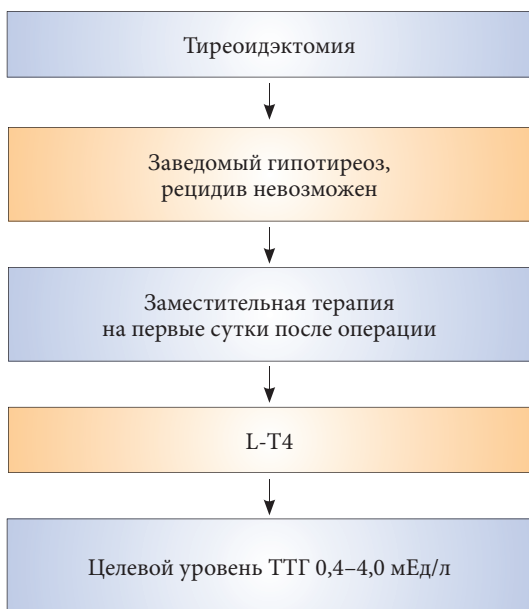 Тиреоидэктомия
Заведомый гипотиреоз,
рецидив невозможен
Заместительная терапия
на первые сутки после операции
L-T4
Целевой уровень ТТГ 0,4–4,0 мЕд/л